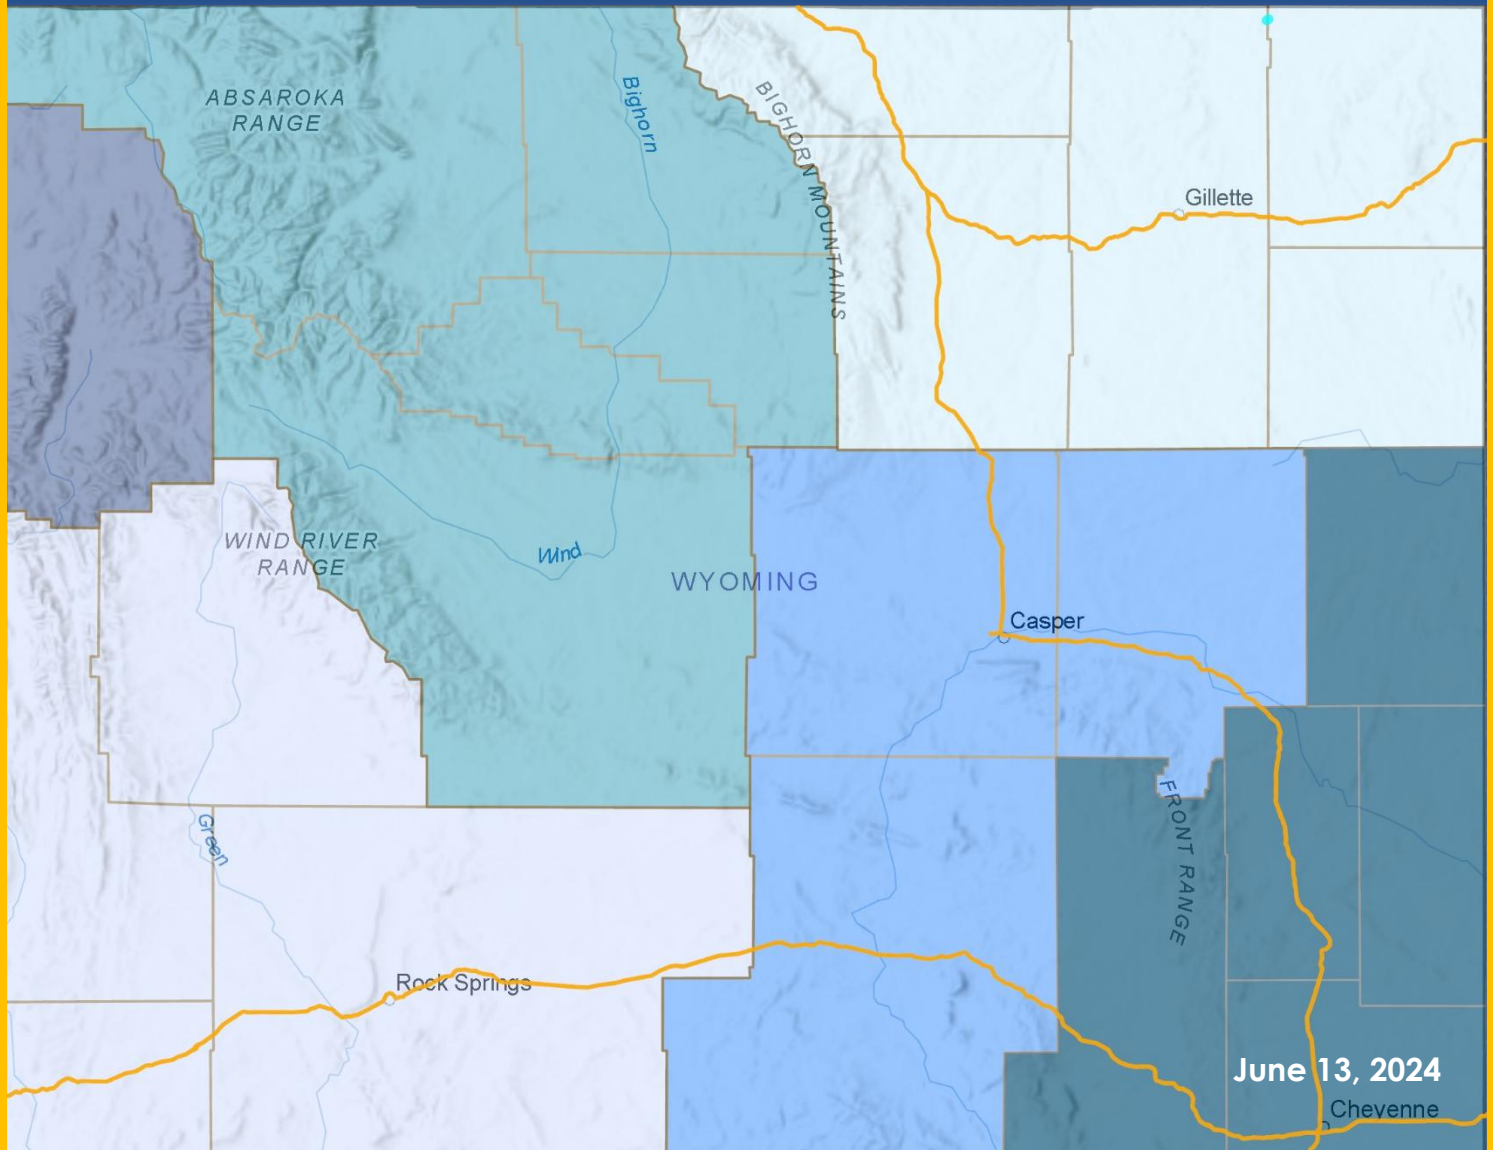 ABSAROKA
RANGE
Bighorn
BIGHORN MOUNTAINS
Gillette
WIND RIVER
RANGE
Wind
WYOMING
Casper
Green
FRONT RANGE
Rock Springs
June 13, 2024
Cheyenne